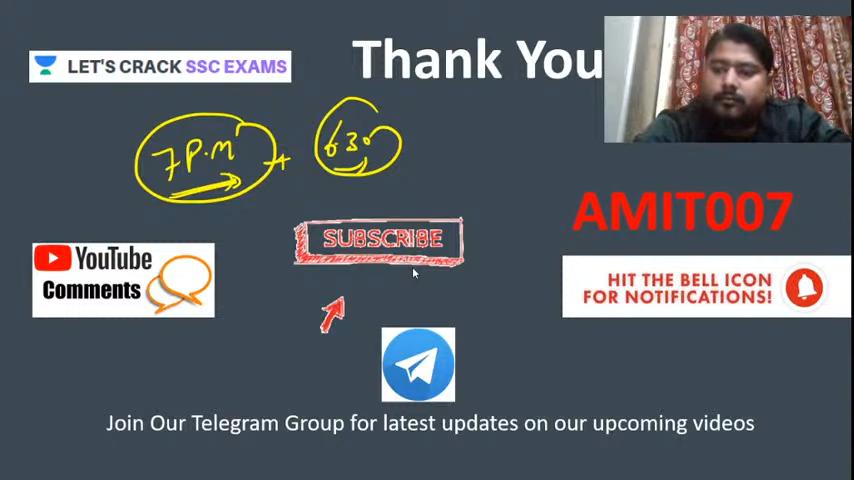 LET'S CRACK SSC EXAMS
Thank You
7 P.M + 630
AMIT007
SUBSCRIBE
YouTube
Comments
HIT THE BELL ICON
FOR NOTIFICATIONS!
Join Our Telegram Group for latest updates on our upcoming videos